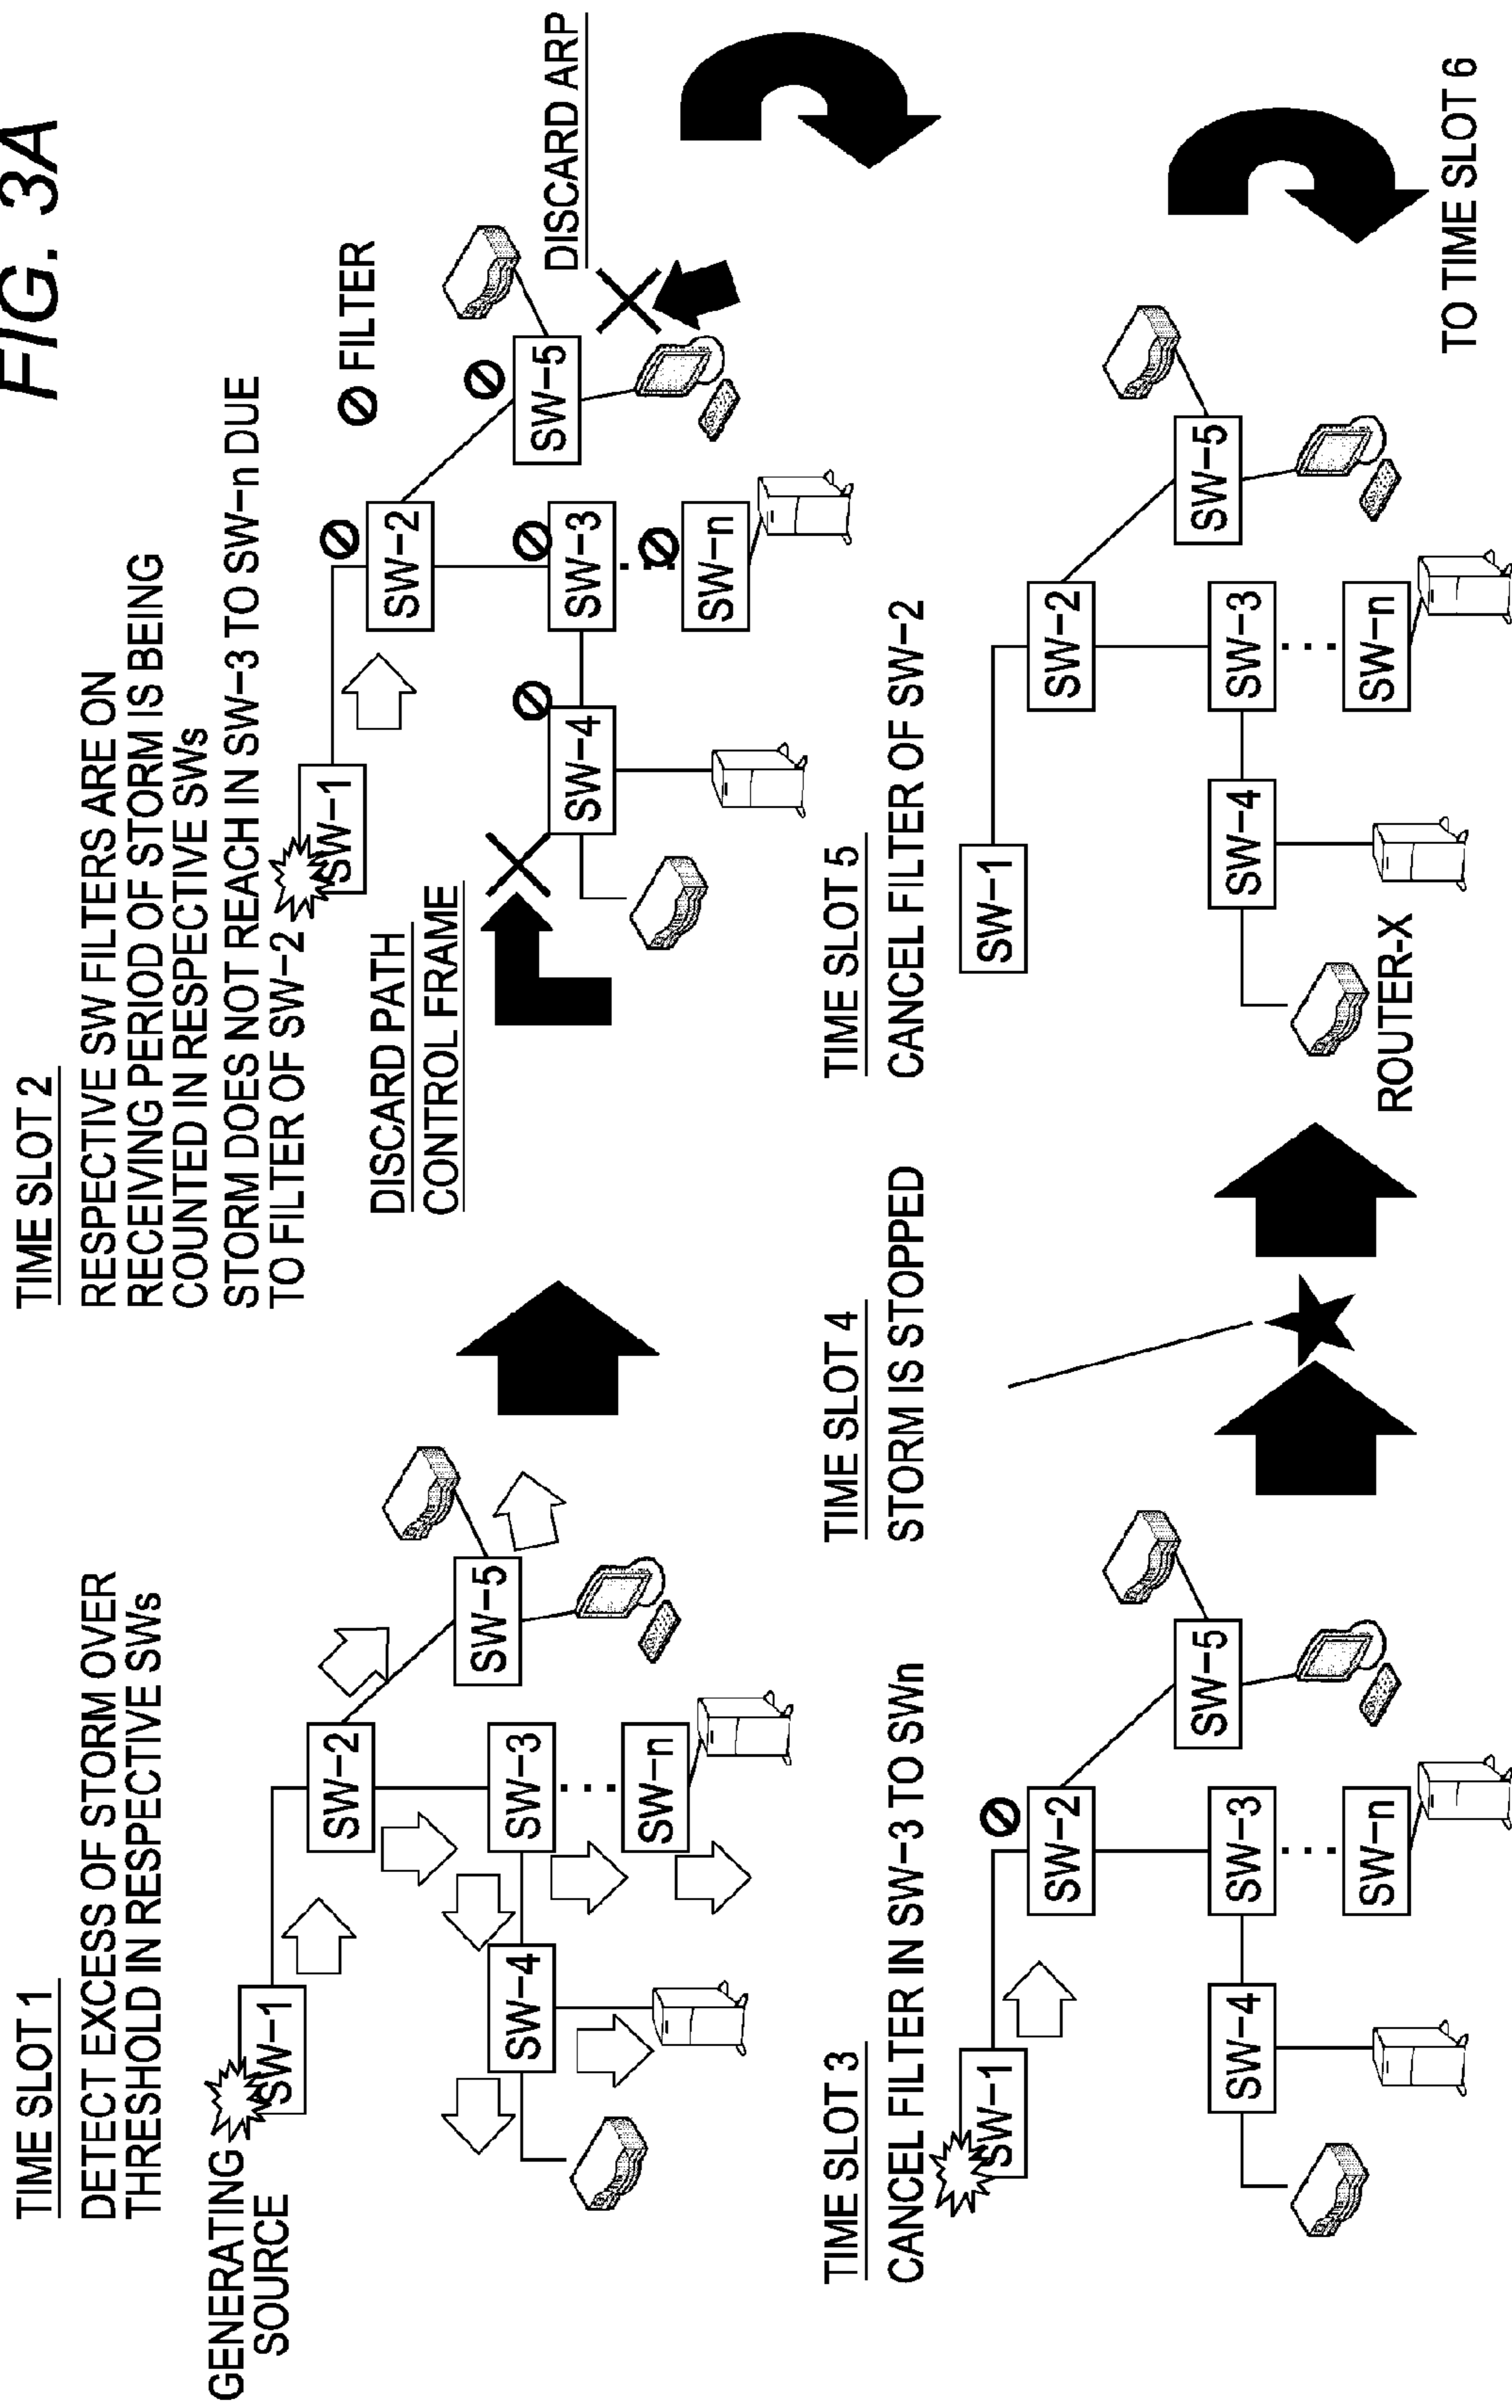 FIG. 3A
TIME SLOT 1
DETECT EXCESS OF STORM OVER
THRESHOLD IN RESPECTIVE SWs
GENERATING
SOURCE
SW-1
SW-2
SW-5
SW-3
SW-4
SW-n
TIME SLOT 2
RESPECTIVE SW FILTERS ARE ON
RECEIVING PERIOD OF STORM IS BEING
COUNTED IN RESPECTIVE SWs
STORM DOES NOT REACH IN SW-3 TO SW-n DUE
TO FILTER OF SW-2
FILTER
SW-1
SW-2
DISCARD PATH
CONTROL FRAME
SW-5
DISCARD ARP
SW-4
SW-3
SW-n
TIME SLOT 3
CANCEL FILTER IN SW-3 TO SWn
SW-1
SW-2
SW-5
SW-4
SW-3
SW-n
TIME SLOT 4
STORM IS STOPPED
TIME SLOT 5
CANCEL FILTER OF SW-2
SW-1
SW-2
SW-5
SW-4
SW-3
SW-n
ROUTER-X
TO TIME SLOT 6